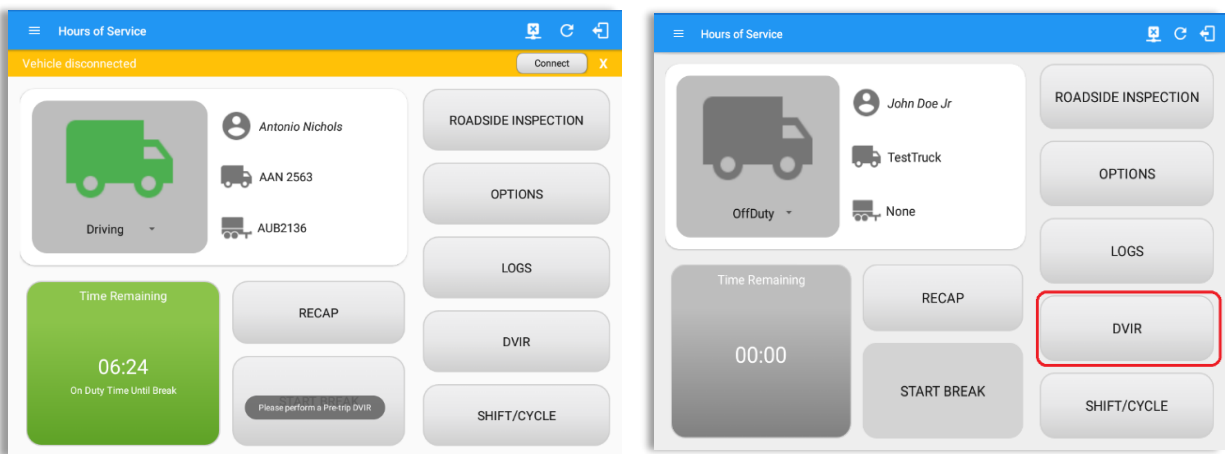 Hours of Service
Vehicle disconnected
Connect
X
Antonio Nichols
AAN 2563
AUB2136
Driving
Time Remaining
06:24
On Duty Time Until Break
RECAP
START BREAK
Please perform a Pre-trip DVIR
ROADSIDE INSPECTION
OPTIONS
LOGS
DVIR
SHIFT/CYCLE
Hours of Service
John Doe Jr
TestTruck
None
OffDuty
Time Remaining
00:00
RECAP
START BREAK
ROADSIDE INSPECTION
OPTIONS
LOGS
DVIR
SHIFT/CYCLE